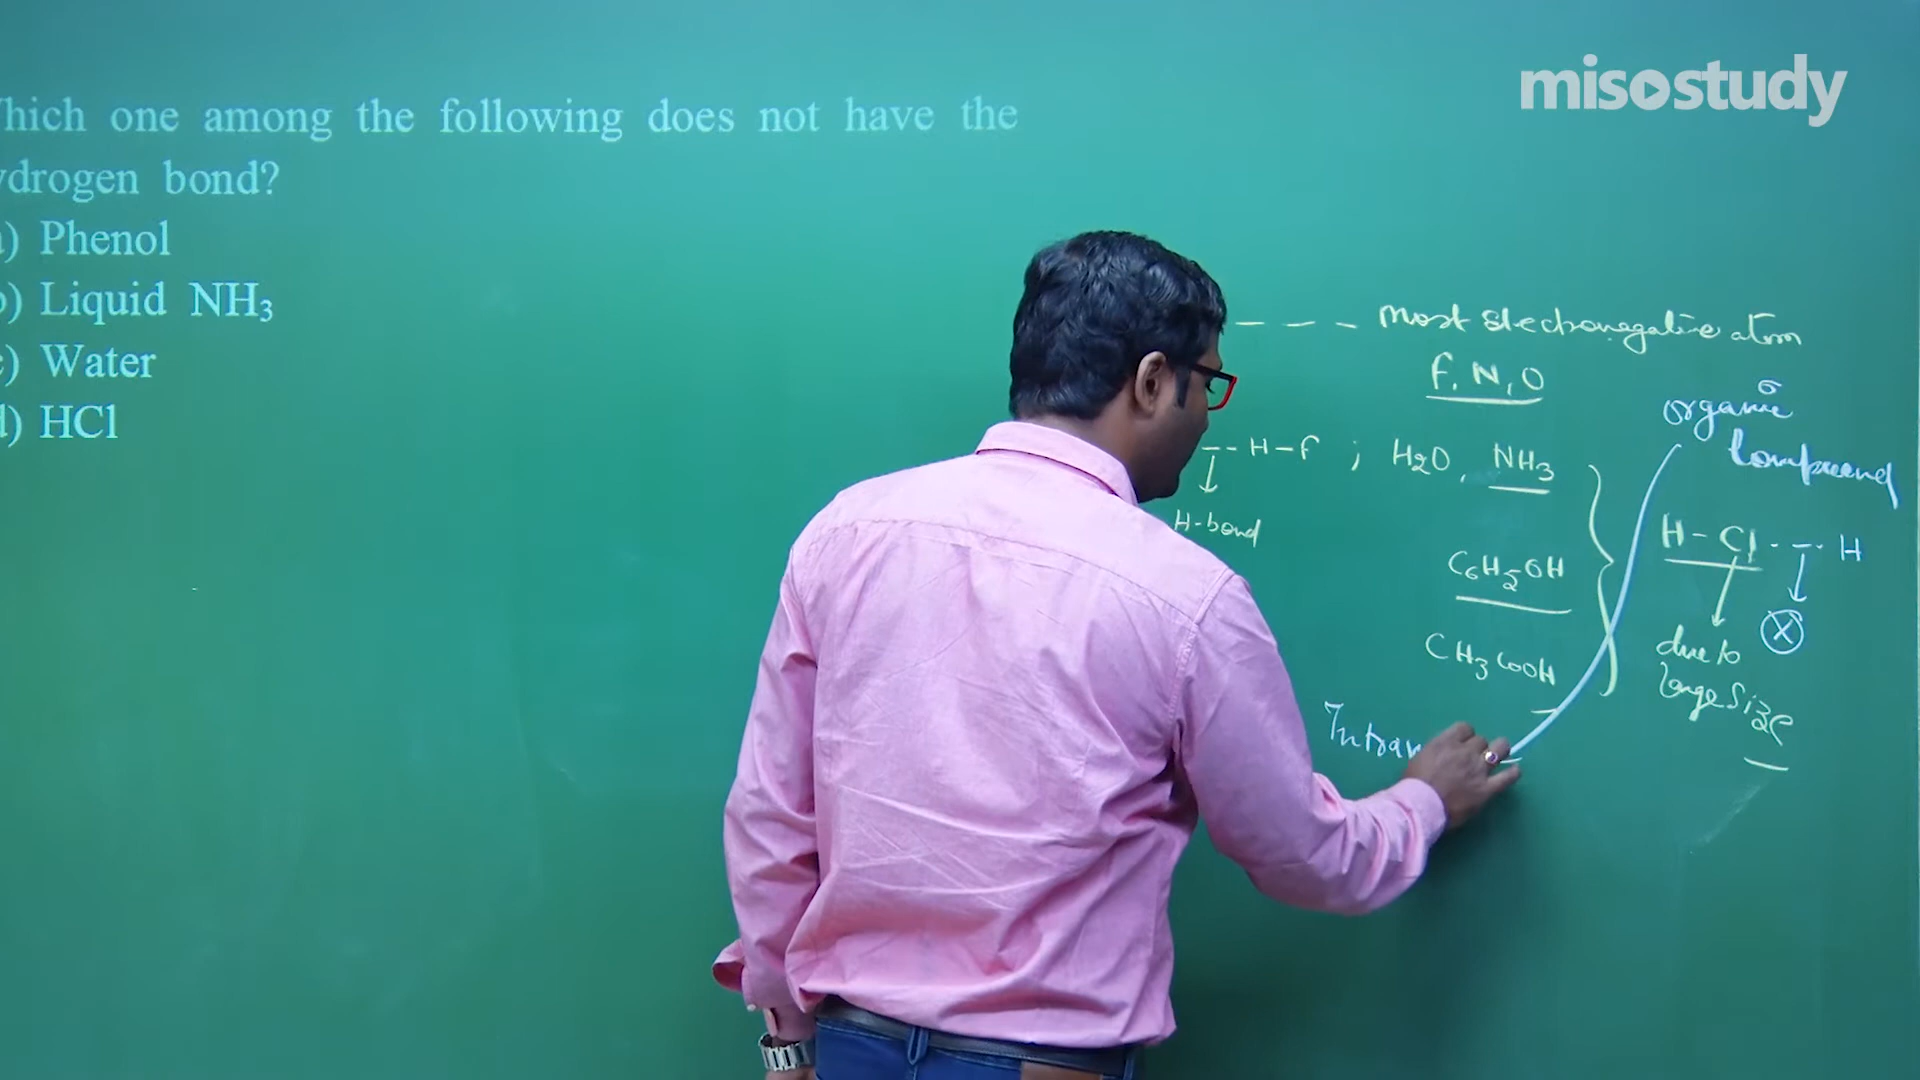 misostudy
hich one among the following does not have the
ydrogen bond?
) Phenol
) Liquid NH₃
) Water
) HCl
- - - most Electronegative atom
F, N, O
organic
Compound
-- H-F ; H₂O, NH₃
H-bond
H-Cl - - - H
C₆H₅OH
due to
large Size
CH₃COOH
Intra